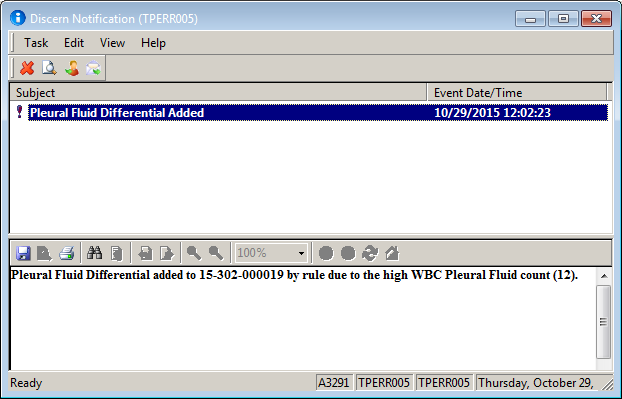 Discern Notification (TPERR005)
Task Edit View Help
Subject Event Date/Time
Pleural Fluid Differential Added 10/29/2015 12:02:23
100%
Pleural Fluid Differential added to 15-302-000019 by rule due to the high WBC Pleural Fluid count (12).
Ready A3291 TPERR005 TPERR005 Thursday, October 29,